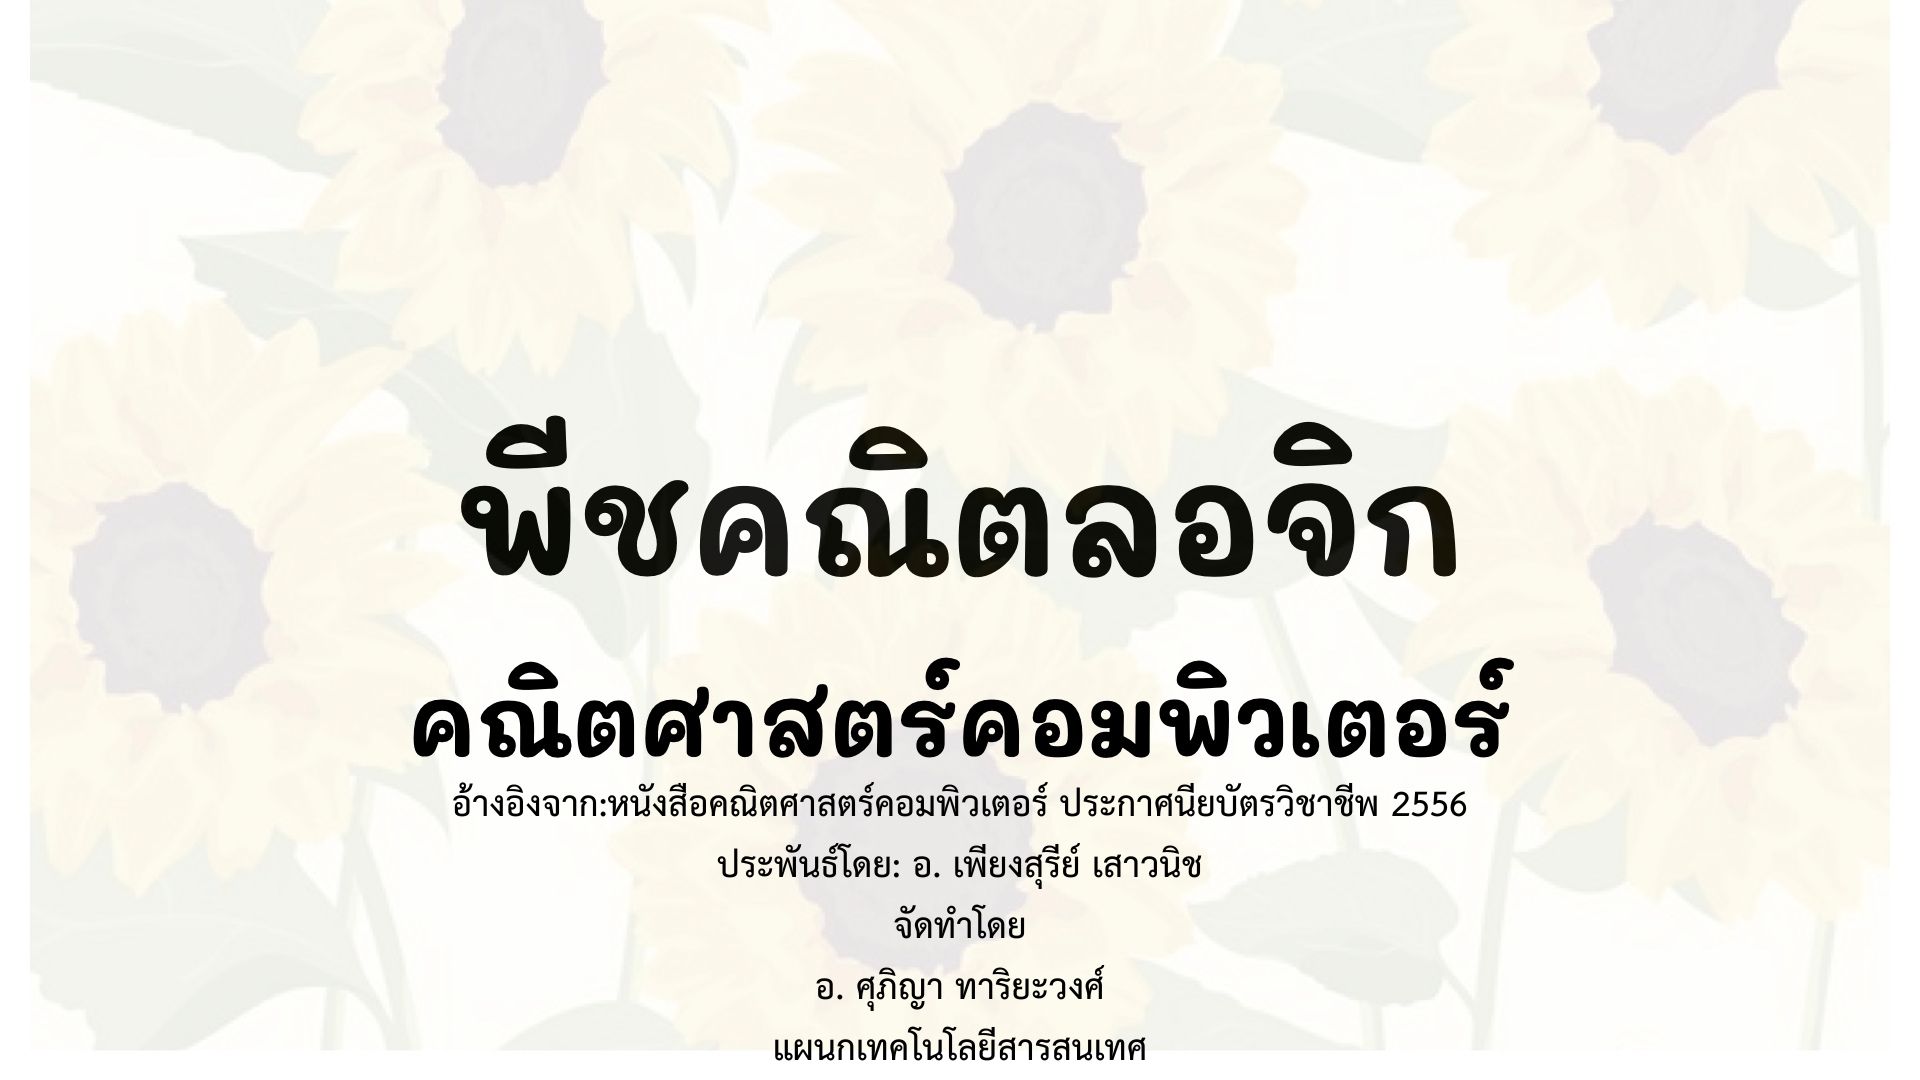 พีชคณิตลอจิก
คณิตศาสตร์คอมพิวเตอร์
อ้างอิงจาก:หนังสือคณิตศาสตร์คอมพิวเตอร์ ประกาศนียบัตรวิชาชีพ 2556
ประพันธ์โดย: อ. เพียงสุรีย์ เสาวนิช
จัดทำโดย
อ. ศุภิญา ทาริยะวงศ์
แผนกเทคโนโลยีสารสนเทศ